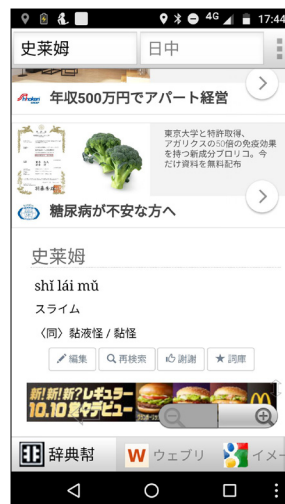 4G 17:44
史莱姆 日中
Anshoken
年収500万円でアパート経営
東京大学と特許取得、
アガリクスの50倍の免疫効果
を持つ新成分ブロリコ。今
だけ資料を無料配布
糖尿病が不安な方へ
史莱姆
shǐ lái mǔ
スライム
〈同〉黏液怪 / 黏怪
編集 再検索 謝謝 詞庫
新!新!新?レギュラー
10.10 登々デビュー
辞典幇 W ウェブリ イメー